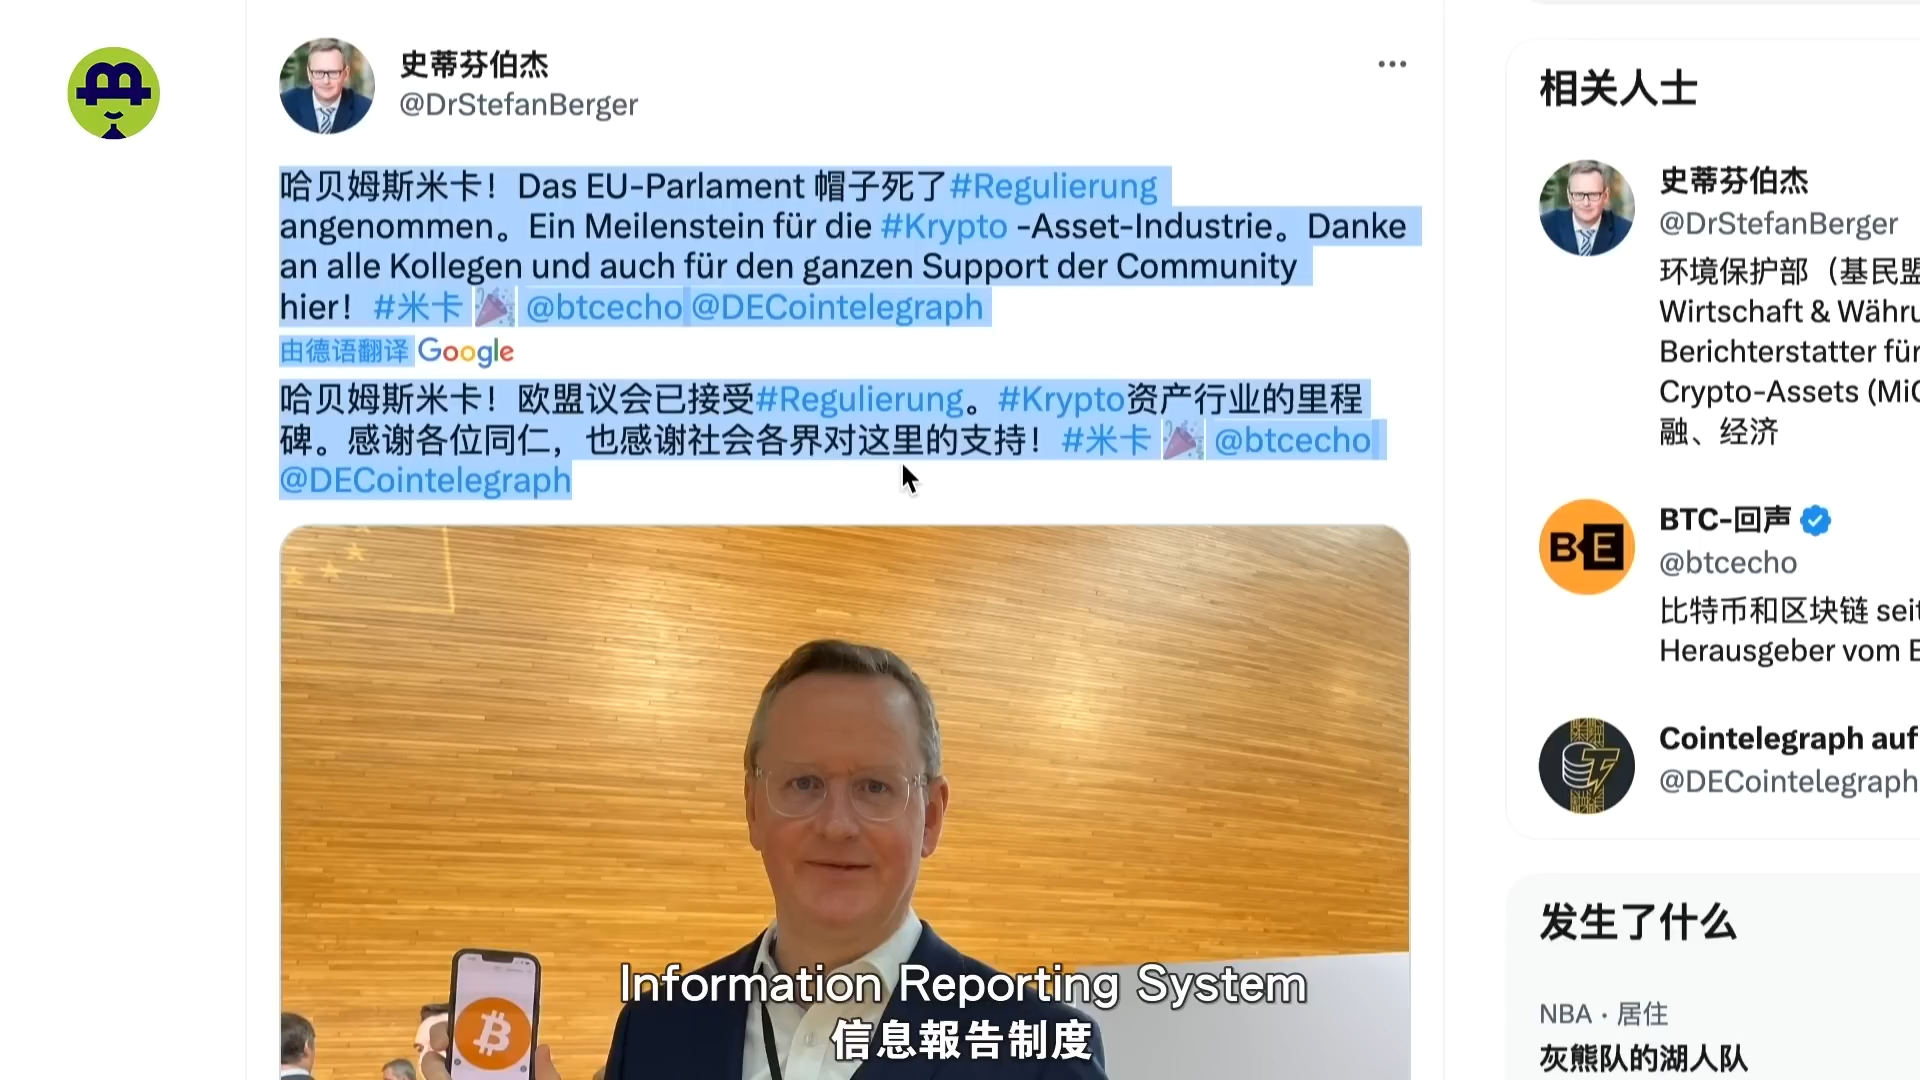 史蒂芬伯杰
@DrStefanBerger
哈贝姆斯米卡！Das EU-Parlament 帽子死了#Regulierung
angenommen。Ein Meilenstein für die #Krypto -Asset-Industrie。Danke
an alle Kollegen und auch für den ganzen Support der Community
hier！#米卡 @btcecho @DECointelegraph
由德语翻译 Google
哈贝姆斯米卡！欧盟议会已接受#Regulierung。#Krypto资产行业的里程
碑。感谢各位同仁，也感谢社会各界对这里的支持！#米卡 @btcecho
@DECointelegraph
Information Reporting System
信息報告制度
相关人士
史蒂芬伯杰
@DrStefanBerger
环境保护部（基民盟
Wirtschaft & Währu
Berichterstatter für
Crypto-Assets (MiC
融、经济
BTC-回声
@btcecho
B E
比特币和区块链 seit
Herausgeber vom B
Cointelegraph auf
@DECointelegraph
发生了什么
NBA · 居住
灰熊队的湖人队